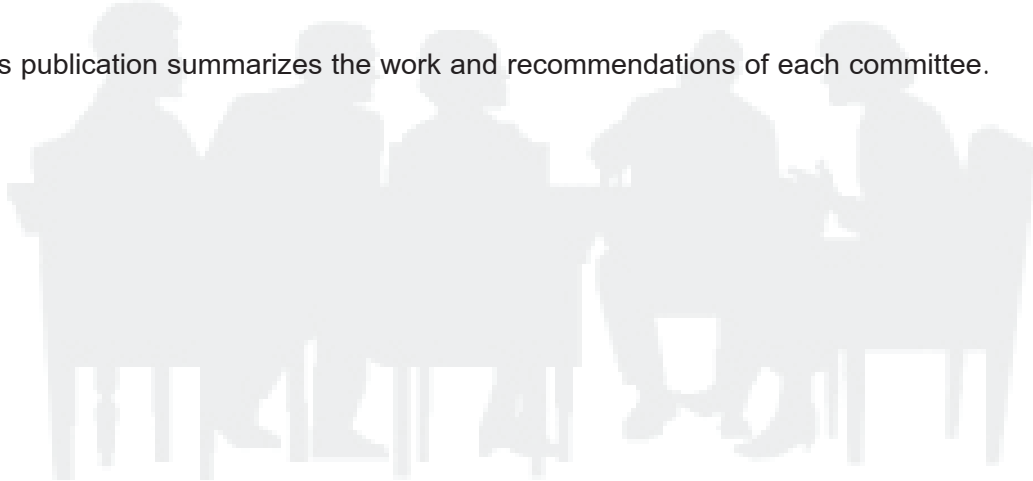 s publication summarizes the work and recommendations of each committee.